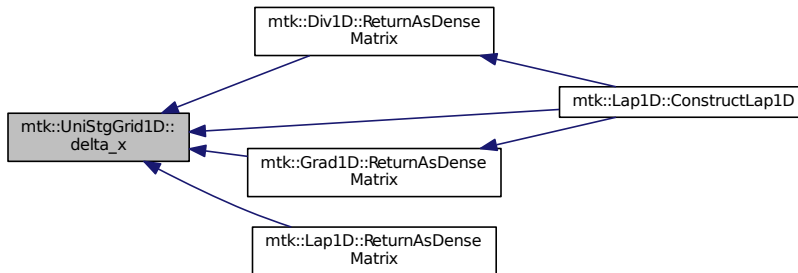 mtk::Div1D::ReturnAsDense
Matrix
mtk::Lap1D::ConstructLap1D
mtk::UniStgGrid1D::
delta_x
mtk::Grad1D::ReturnAsDense
Matrix
mtk::Lap1D::ReturnAsDense
Matrix